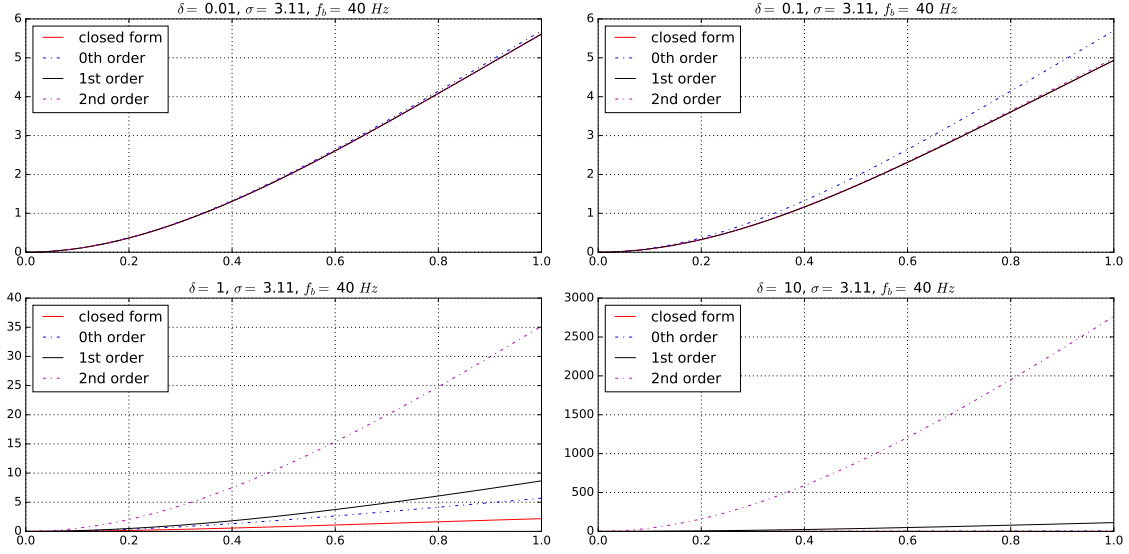 δ = 0.01, σ = 3.11, f_b = 40 Hz
6
5
4
3
2
1
0
closed form
0th order
1st order
2nd order
0.0 0.2 0.4 0.6 0.8 1.0
δ = 0.1, σ = 3.11, f_b = 40 Hz
6
5
4
3
2
1
0
closed form
0th order
1st order
2nd order
0.0 0.2 0.4 0.6 0.8 1.0
δ = 1, σ = 3.11, f_b = 40 Hz
40
35
30
25
20
15
10
5
0
closed form
0th order
1st order
2nd order
0.0 0.2 0.4 0.6 0.8 1.0
δ = 10, σ = 3.11, f_b = 40 Hz
3000
2500
2000
1500
1000
500
0
closed form
0th order
1st order
2nd order
0.0 0.2 0.4 0.6 0.8 1.0